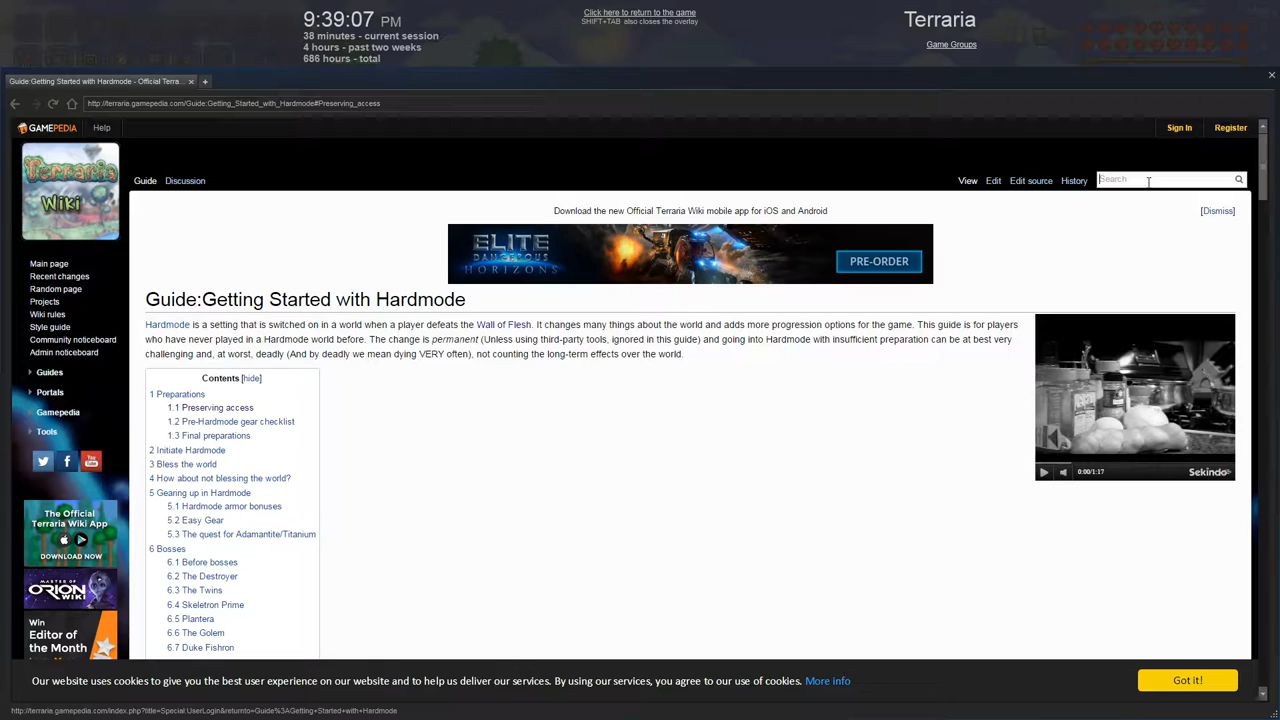 9:39:07 PM
38 minutes - current session
4 hours - past two weeks
686 hours - total
Click here to return to the game
SHIFT+TAB also closes the overlay
Terraria
Game Groups
Guide:Getting Started with Hardmode - Official Terra... × +
http://terraria.gamepedia.com/Guide:Getting_Started_with_Hardmode#Preserving_access
GAMEPEDIA Help
Sign In Register
Terraria
Wiki
Guide Discussion
View Edit Edit source History Search
Download the new Official Terraria Wiki mobile app for iOS and Android
[Dismiss]
ELITE
DANGEROUS
HORIZONS
PRE-ORDER
Main page
Recent changes
Random page
Projects
Wiki rules
Style guide
Community noticeboard
Admin noticeboard
Guides
Portals
Gamepedia
Tools
You
Tube
The Official
Terraria Wiki App
DOWNLOAD NOW
MASTER OF
ORION WIKI
Win
Editor of
the Month
Guide:Getting Started with Hardmode
Hardmode is a setting that is switched on in a world when a player defeats the Wall of Flesh. It changes many things about the world and adds more progression options for the game. This guide is for players
who have never played in a Hardmode world before. The change is permanent (Unless using third-party tools, ignored in this guide) and going into Hardmode with insufficient preparation can be at best very
challenging and, at worst, deadly (And by deadly we mean dying VERY often), not counting the long-term effects over the world.
Contents [hide]
1 Preparations
1.1 Preserving access
1.2 Pre-Hardmode gear checklist
1.3 Final preparations
2 Initiate Hardmode
3 Bless the world
4 How about not blessing the world?
5 Gearing up in Hardmode
5.1 Hardmode armor bonuses
5.2 Easy Gear
5.3 The quest for Adamantite/Titanium
6 Bosses
6.1 Before bosses
6.2 The Destroyer
6.3 The Twins
6.4 Skeletron Prime
6.5 Plantera
6.6 The Golem
6.7 Duke Fishron
0:00/1:17
Sekindo
Our website uses cookies to give you the best user experience on our website and to help us deliver our services. By using our services, you agree to our use of cookies. More info
Got it!
http://terraria.gamepedia.com/index.php?title=Special:UserLogin&returnto=Guide%3AGetting+Started+with+Hardmode